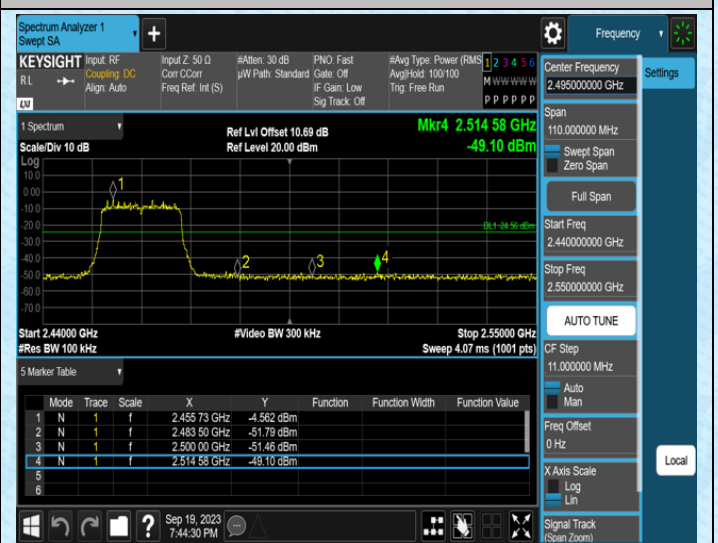 Spectrum Analyzer 1
Swept SA
+
Frequency
KEYSIGHT
RL
LXI
Input: RF
Coupling: DC
Align: Auto
Input Z: 50 Ω
Corr CCorr
Freq Ref: Int (S)
#Atten: 30 dB
µW Path: Standard
PNO: Fast
Gate: Off
IF Gain: Low
Sig Track: Off
#Avg Type: Power (RMS
Avg|Hold: 100/100
Trig: Free Run
1 2 3 4 5 6
M W W W W W
P P P P P P
Settings
Center Frequency
2.495000000 GHz
Span
110.000000 MHz
Swept Span
Zero Span
Full Span
Start Freq
2.440000000 GHz
Stop Freq
2.550000000 GHz
AUTO TUNE
CF Step
11.000000 MHz
Auto
Man
Freq Offset
0 Hz
X Axis Scale
Log
Lin
Signal Track
(Span Zoom)
Local
1 Spectrum
Scale/Div 10 dB
Ref Lvl Offset 10.69 dB
Ref Level 20.00 dBm
Mkr4 2.514 58 GHz
-49.10 dBm
Log
10.0
0.00
-10.0
-20.0
-30.0
-40.0
-50.0
-60.0
-70.0
1
2
3
4
DL1 -24.56 dBm
Start 2.44000 GHz
#Res BW 100 kHz
#Video BW 300 kHz
Stop 2.55000 GHz
Sweep 4.07 ms (1001 pts)
5 Marker Table
Mode Trace Scale X Y Function Function Width Function Value
1 N 1 f 2.455 73 GHz -4.562 dBm
2 N 1 f 2.483 50 GHz -51.79 dBm
3 N 1 f 2.500 00 GHz -51.46 dBm
4 N 1 f 2.514 58 GHz -49.10 dBm
5
6
?
Sep 19, 2023
7:44:30 PM